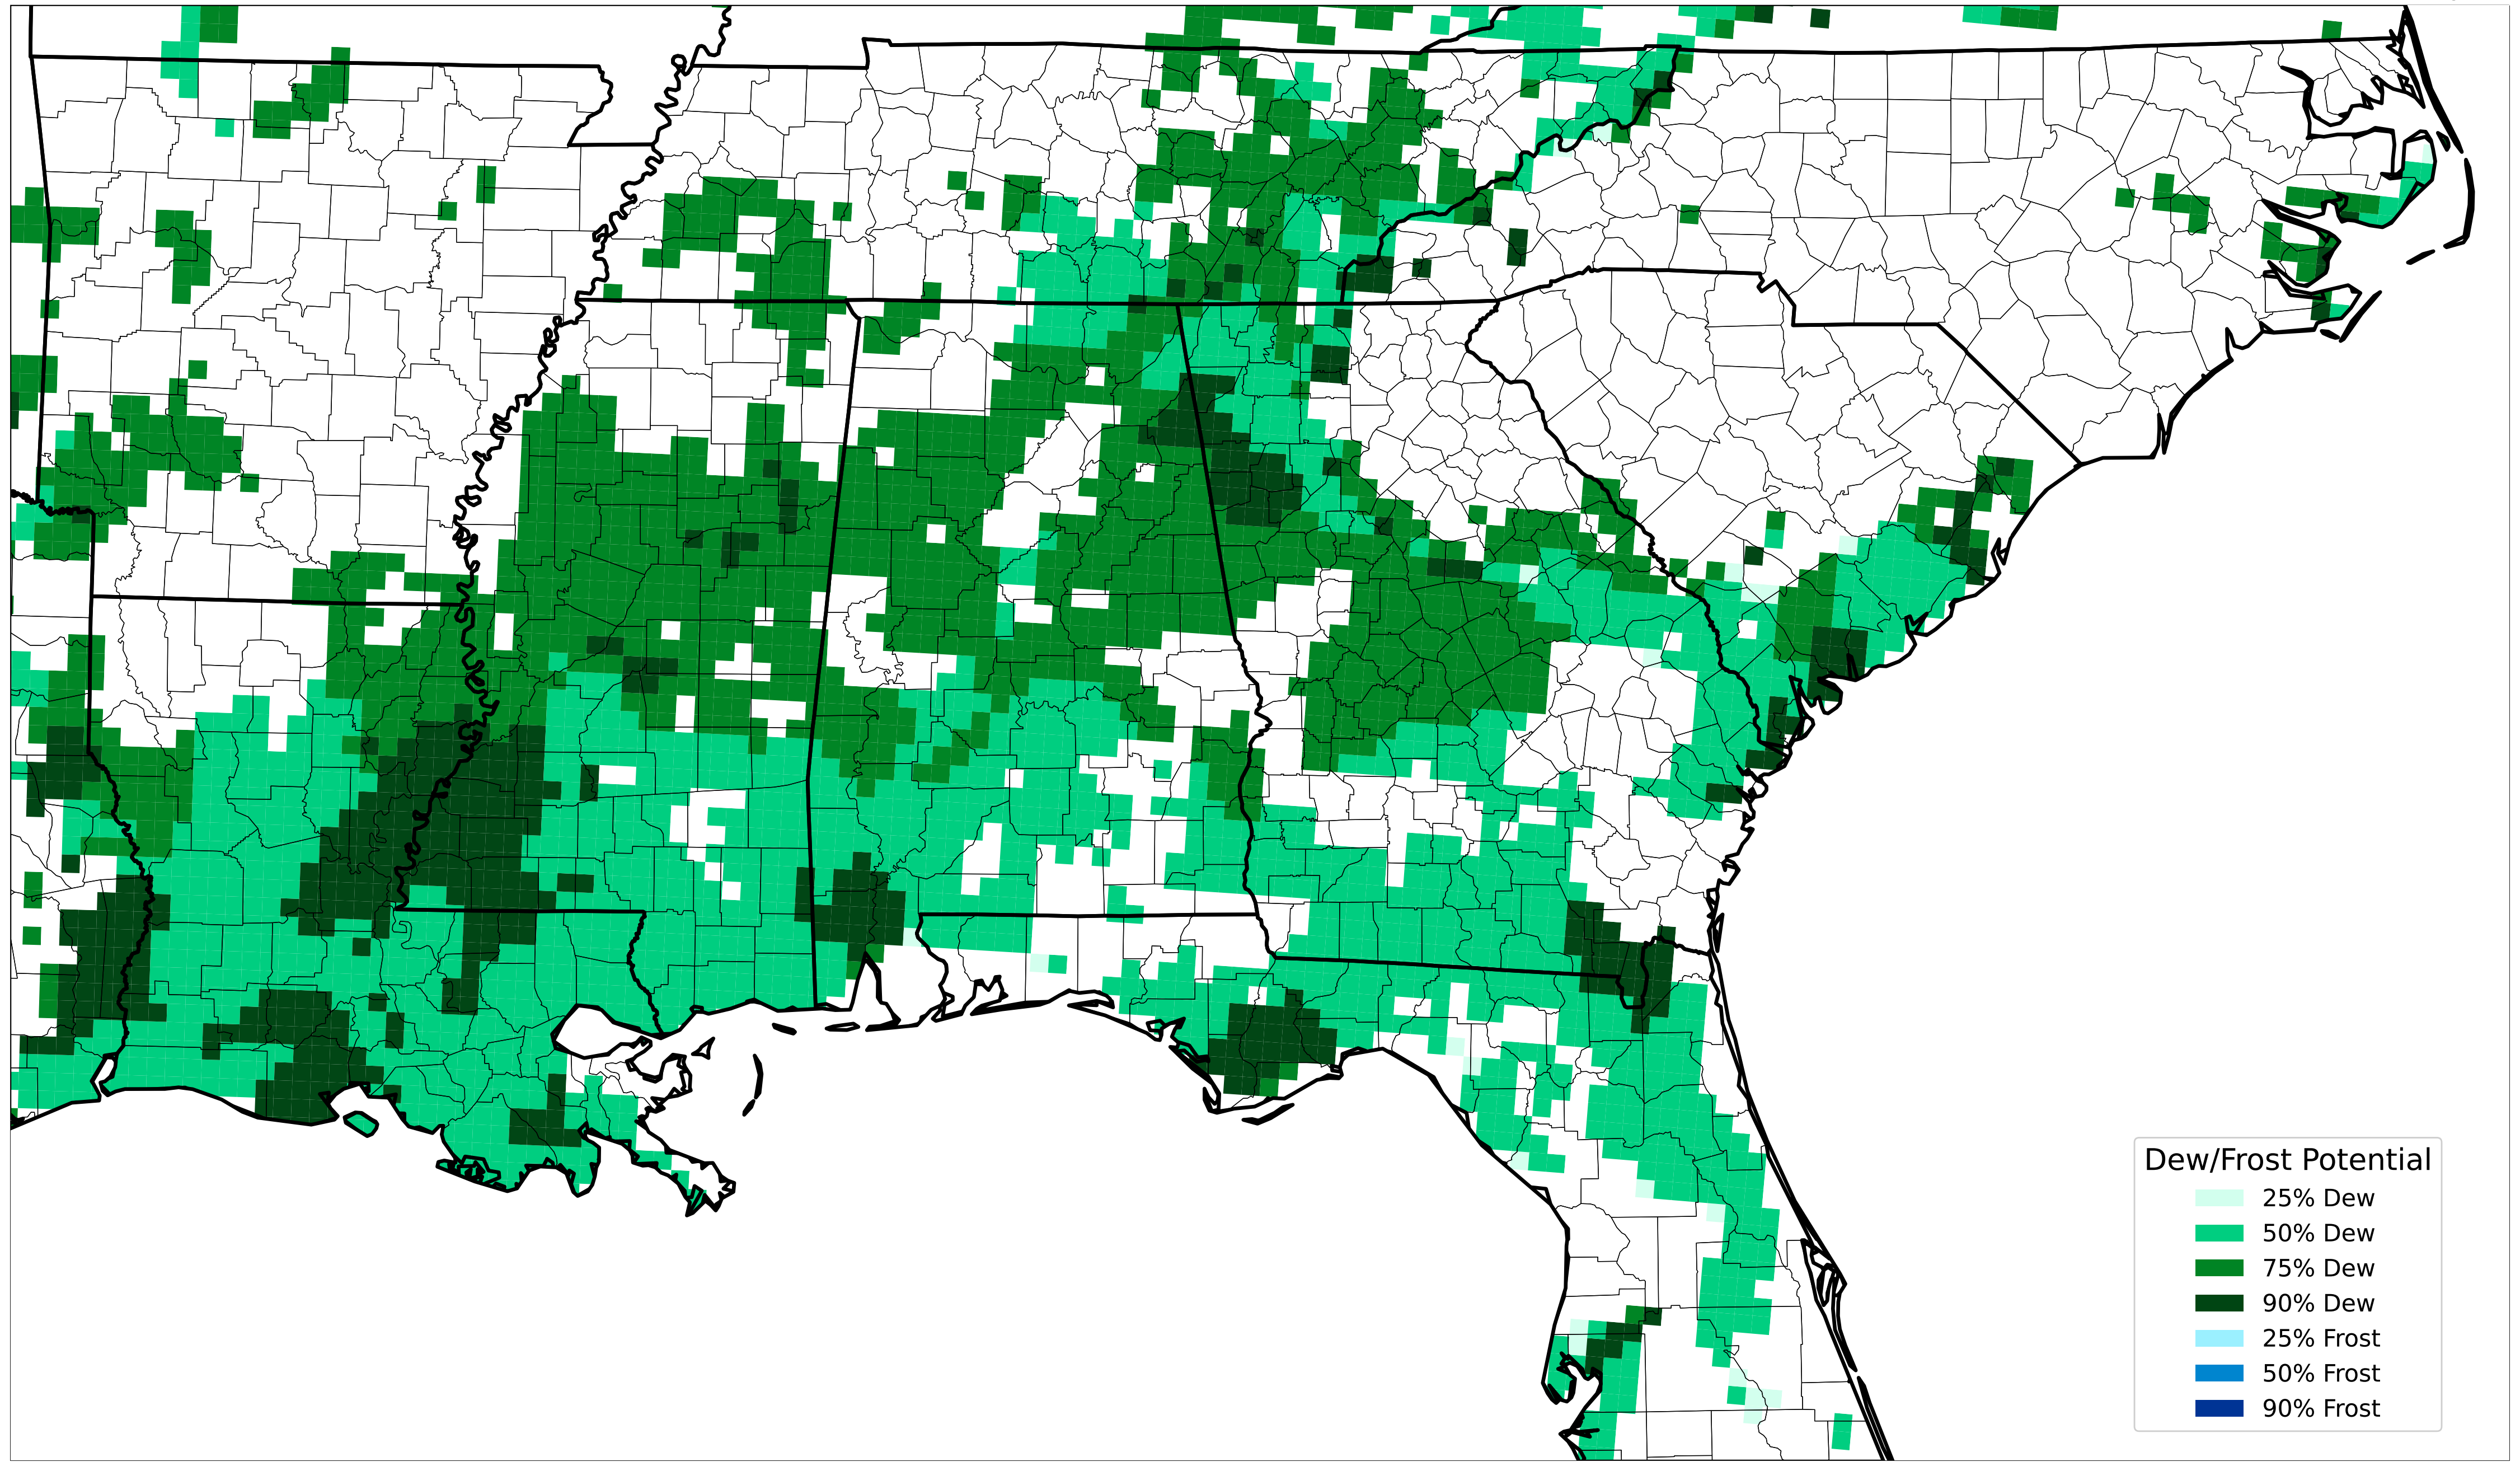 Dew/Frost Potential
25% Dew
50% Dew
75% Dew
90% Dew
25% Frost
50% Frost
90% Frost